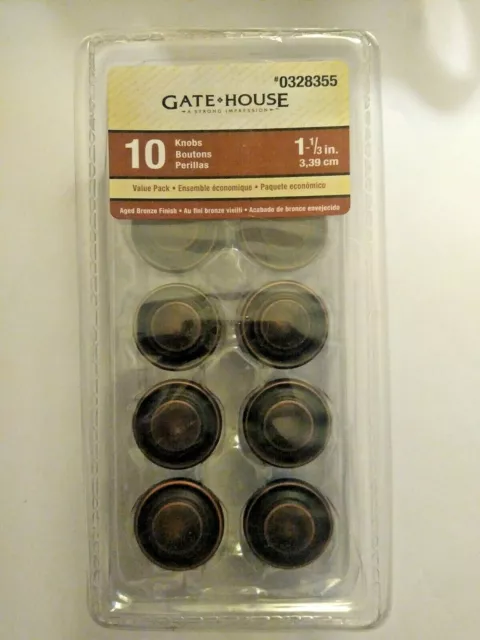 #0328355
GATE HOUSE
A STRONG IMPRESSION
10 Knobs
Boutons
Perillas
1-1/3 in.
3,39 cm
Value Pack • Ensemble économique • Paquete económico
Aged Bronze Finish • Au fini bronze vieilli • Acabado de bronce envejecido